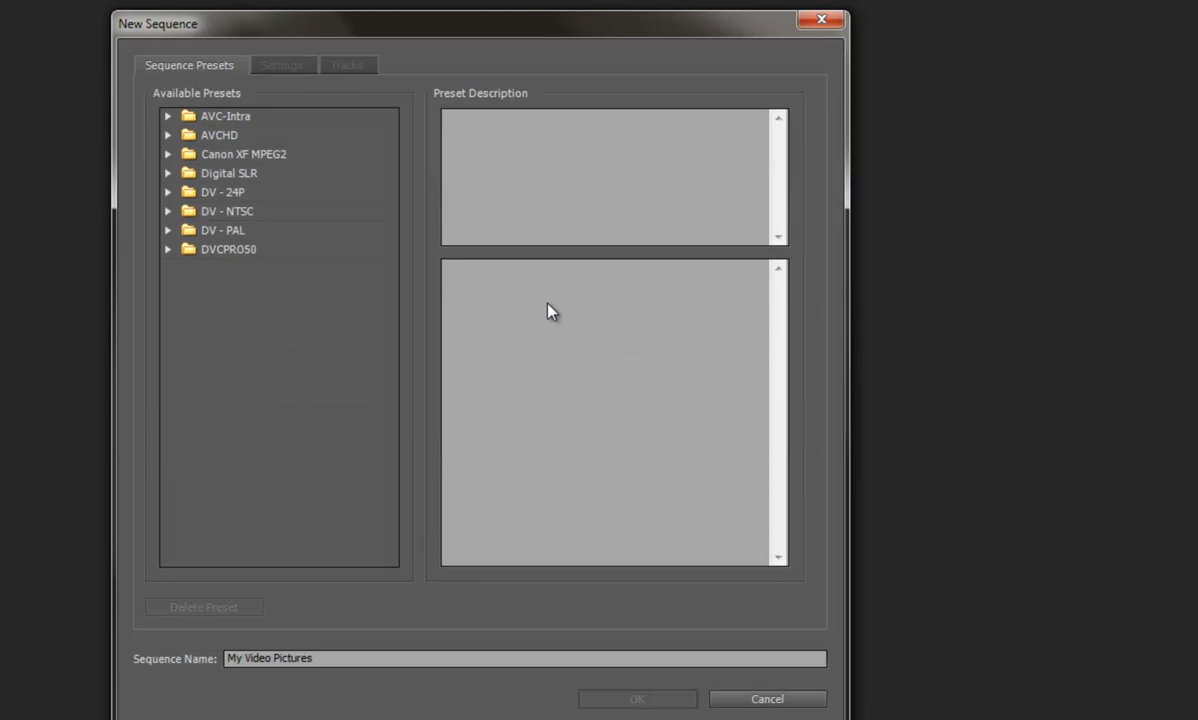 New Sequence
Sequence Presets
Settings
Tracks
Available Presets
Preset Description
AVC-Intra
AVCHD
Canon XF MPEG2
Digital SLR
DV - 24P
DV - NTSC
DV - PAL
DVCPRO50
Delete Preset
Sequence Name: My Video Pictures
OK
Cancel